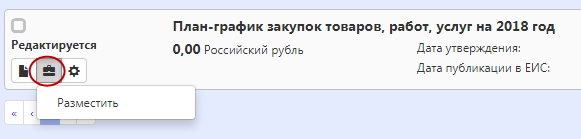 План-график закупок товаров, работ, услуг на 2018 год
Редактируется
0,00 Российский рубль
Дата утверждения:
Дата публикации в ЕИС:
Разместить
« ‹